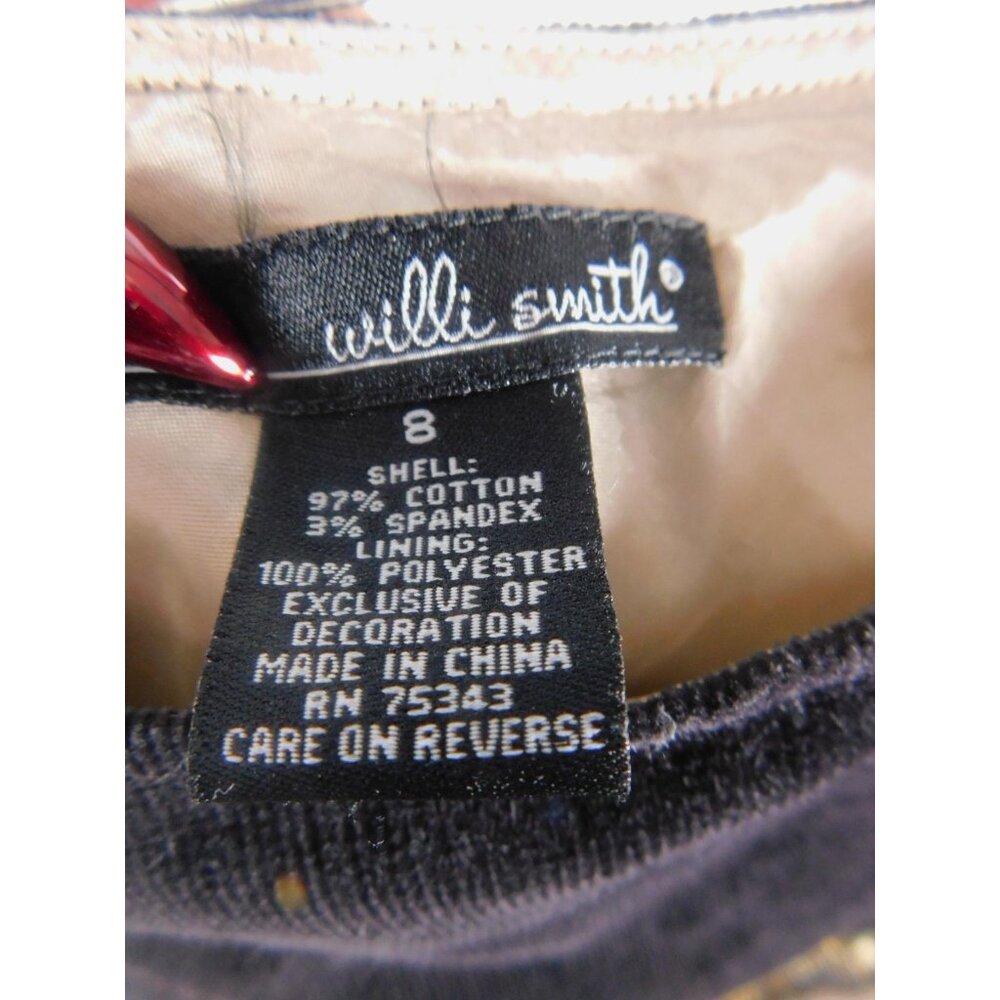 willi smith®
8
SHELL:
97% COTTON
3% SPANDEX
LINING:
100% POLYESTER
EXCLUSIVE OF
DECORATION
MADE IN CHINA
RN 75343
CARE ON REVERSE